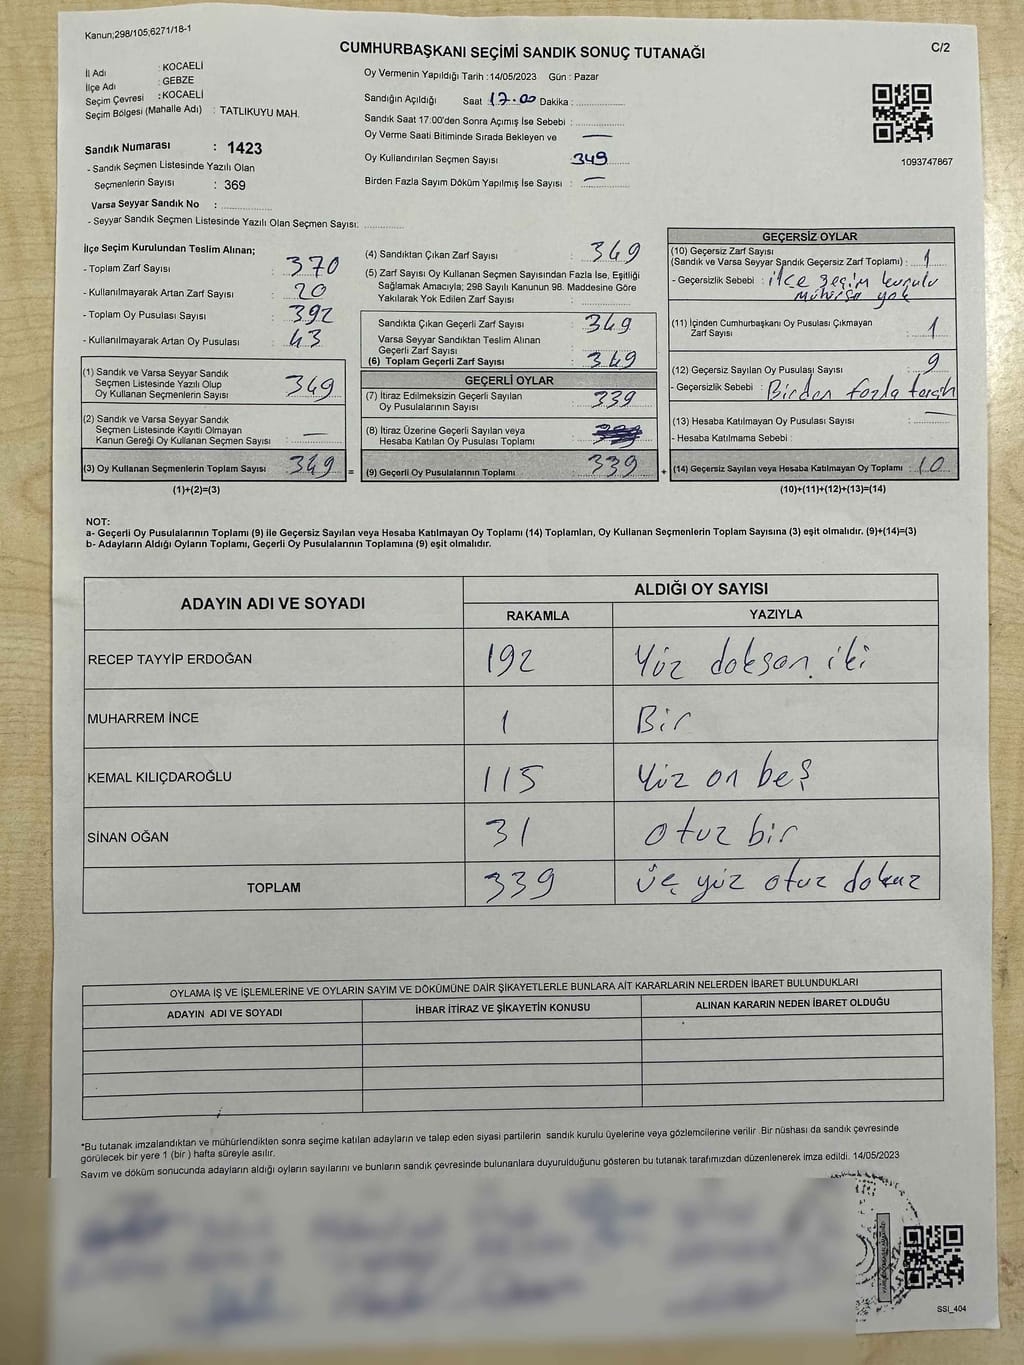 Kanun;298/105;6271/18-1
CUMHURBAŞKANI SEÇİMİ SANDIK SONUÇ TUTANAĞI
C/2
İl Adı : KOCAELİ
İlçe Adı : GEBZE
Seçim Çevresi : KOCAELİ
Seçim Bölgesi (Mahalle Adı) : TATLIKUYU MAH.
Sandık Numarası : 1423
- Sandık Seçmen Listesinde Yazılı Olan
Seçmenlerin Sayısı : 369
Varsa Seyyar Sandık No :
- Seyyar Sandık Seçmen Listesinde Yazılı Olan Seçmen Sayısı:
Oy Vermenin Yapıldığı Tarih : 14/05/2023 Gün : Pazar
Sandığın Açıldığı Saat 17.00 Dakika :
Sandık Saat 17:00'den Sonra Açımış İse Sebebi :
Oy Verme Saati Bitiminde Sırada Bekleyen ve —
Oy Kullandırılan Seçmen Sayısı 349
Birden Fazla Sayım Döküm Yapılmış İse Sayısı : —
1093747867
İlçe Seçim Kurulundan Teslim Alınan;
- Toplam Zarf Sayısı : 370
- Kullanılmayarak Artan Zarf Sayısı : 20
- Toplam Oy Pusulası Sayısı : 392
- Kullanılmayarak Artan Oy Pusulası : 43
(1) Sandık ve Varsa Seyyar Sandık
Seçmen Listesinde Yazılı Olup
Oy Kullanan Seçmenlerin Sayısı : 349
(2) Sandık ve Varsa Seyyar Sandık
Seçmen Listesinde Kayıtlı Olmayan
Kanun Gereği Oy Kullanan Seçmen Sayısı : —
(3) Oy Kullanan Seçmenlerin Toplam Sayısı : 349 =
(1)+(2)=(3)
(4) Sandıktan Çıkan Zarf Sayısı : 349
(5) Zarf Sayısı Oy Kullanan Seçmen Sayısından Fazla İse, Eşitliği
Sağlamak Amacıyla; 298 Sayılı Kanunun 98. Maddesine Göre
Yakılarak Yok Edilen Zarf Sayısı :
Sandıkta Çıkan Geçerli Zarf Sayısı : 349
Varsa Seyyar Sandıktan Teslim Alınan
Geçerli Zarf Sayısı :
(6) Toplam Geçerli Zarf Sayısı : 349
GEÇERLİ OYLAR
(7) İtiraz Edilmeksizin Geçerli Sayılan
Oy Pusulalarının Sayısı : 339
(8) İtiraz Üzerine Geçerli Sayılan veya
Hesaba Katılan Oy Pusulası Toplamı :
(9) Geçerli Oy Pusulalarının Toplamı : 339 +
GEÇERSİZ OYLAR
(10) Geçersiz Zarf Sayısı
(Sandık ve Varsa Seyyar Sandık Geçersiz Zarf Toplamı) : 1
- Geçersizlik Sebebi : ilçe seçim kurulu
mührsü yok
(11) İçinden Cumhurbaşkanı Oy Pusulası Çıkmayan
Zarf Sayısı : 1
(12) Geçersiz Sayılan Oy Pusulası Sayısı : 9
- Geçersizlik Sebebi : Birden fazla tercih
(13) Hesaba Katılmayan Oy Pusulası Sayısı : —
- Hesaba Katılmama Sebebi :
(14) Geçersiz Sayılan veya Hesaba Katılmayan Oy Toplamı : 10
(10)+(11)+(12)+(13)=(14)
NOT:
a- Geçerli Oy Pusulalarının Toplamı (9) ile Geçersiz Sayılan veya Hesaba Katılmayan Oy Toplamı (14) Toplamları, Oy Kullanan Seçmenlerin Toplam Sayısına (3) eşit olmalıdır. (9)+(14)=(3)
b- Adayların Aldığı Oyların Toplamı, Geçerli Oy Pusulalarının Toplamına (9) eşit olmalıdır.
ADAYIN ADI VE SOYADI ALDIĞI OY SAYISI
RAKAMLA YAZIYLA
RECEP TAYYİP ERDOĞAN 192 Yüz doksan iki
MUHARREM İNCE 1 Bir
KEMAL KILIÇDAROĞLU 115 Yüz on beş
SİNAN OĞAN 31 otuz bir
TOPLAM 339 üç yüz otuz dokuz
OYLAMA İŞ VE İŞLEMLERİNE VE OYLARIN SAYIM VE DÖKÜMÜNE DAİR ŞİKAYETLERLE BUNLARA AİT KARARLARIN NELERDEN İBARET BULUNDUKLARI
ADAYIN ADI VE SOYADI İHBAR İTİRAZ VE ŞİKAYETİN KONUSU ALINAN KARARIN NEDEN İBARET OLDUĞU
*Bu tutanak imzalandıktan ve mühürlendikten sonra seçime katılan adayların ve talep eden siyasi partilerin sandık kurulu üyelerine veya gözlemcilerine verilir. Bir nüshası da sandık çevresinde
görülecek bir yere 1 (bir ) hafta süreyle asılır.
Sayım ve döküm sonucunda adayların aldığı oyların sayılarını ve bunların sandık çevresinde bulunanlara duyurulduğunu gösteren bu tutanak tarafımızdan düzenlenerek imza edildi. 14/05/2023
SSI_404